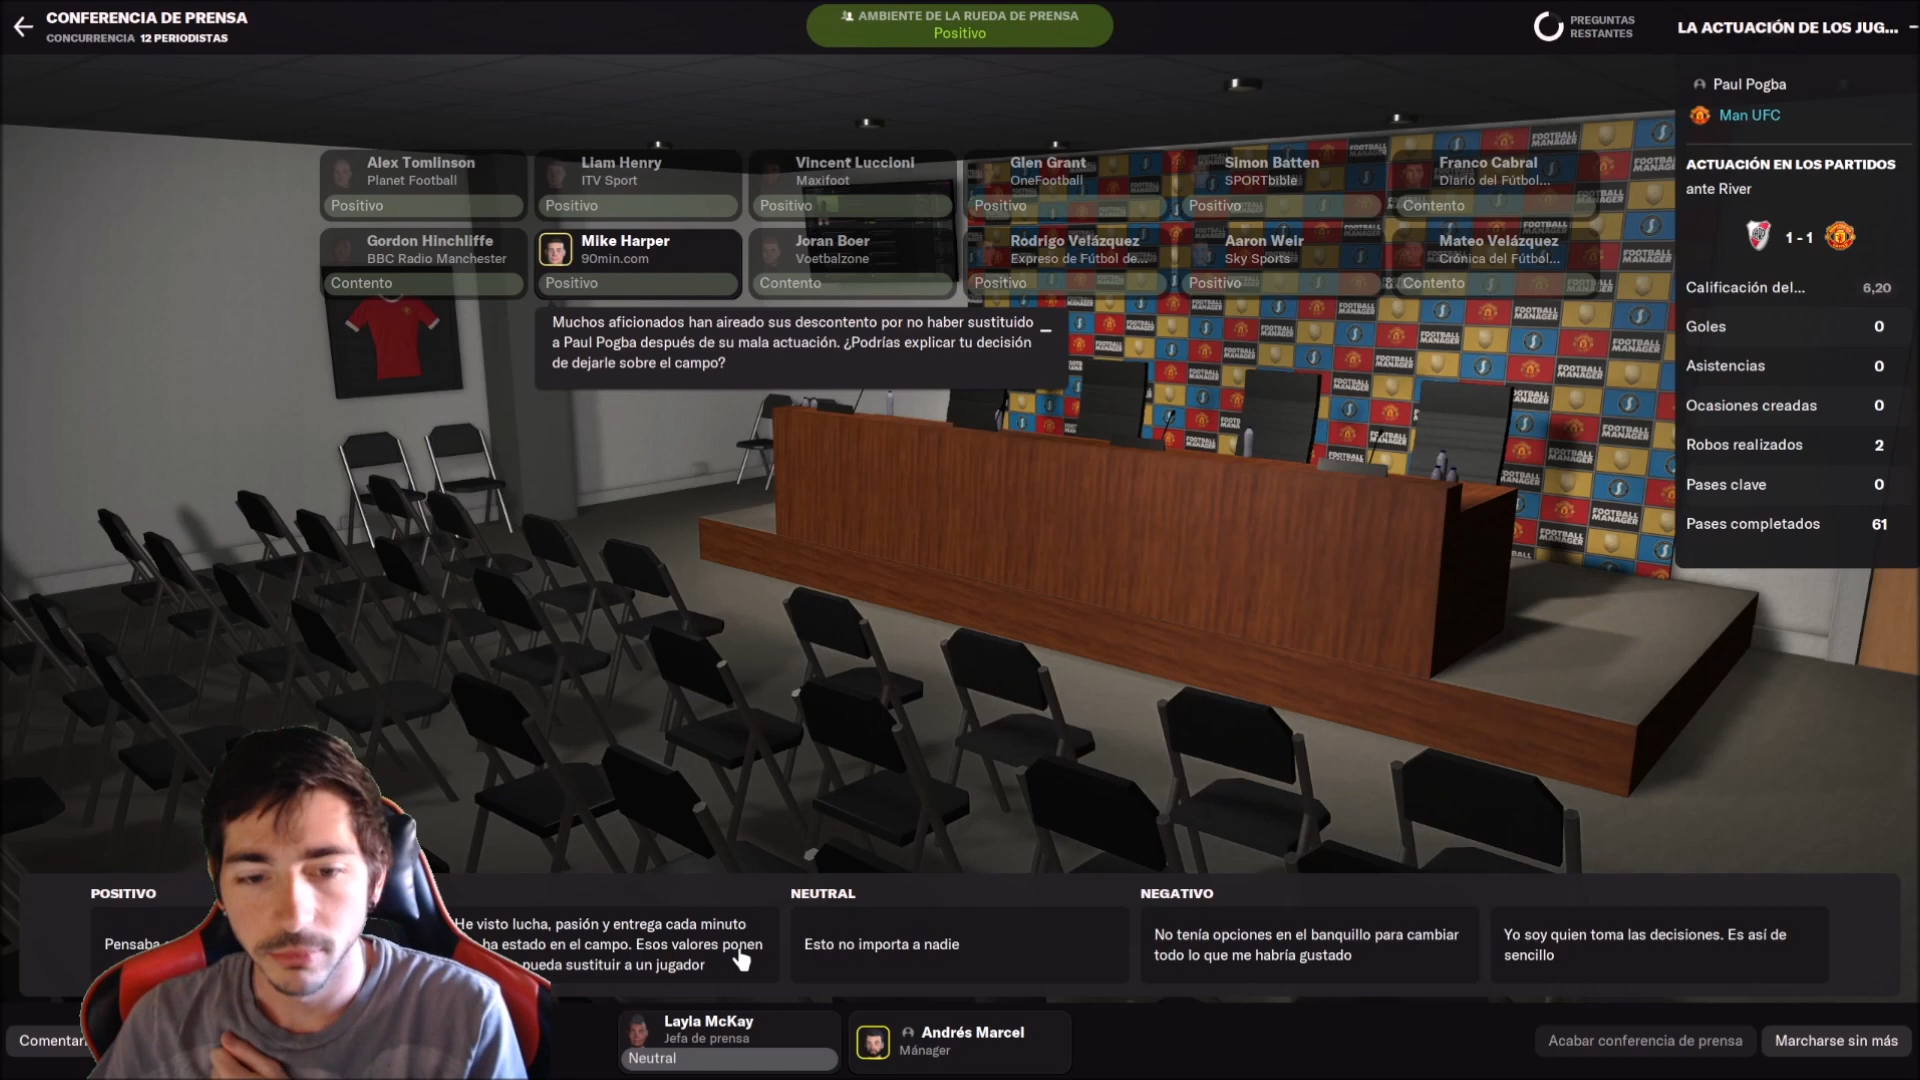 CONFERENCIA DE PRENSA
CONCURRENCIA 12 PERIODISTAS
AMBIENTE DE LA RUEDA DE PRENSA
Positivo
PREGUNTAS
RESTANTES
LA ACTUACIÓN DE LOS JUG...
Paul Pogba
Man UFC
ACTUACIÓN EN LOS PARTIDOS
ante River
1 - 1
Calificación del... 6,20
Goles 0
Asistencias 0
Ocasiones creadas 0
Robos realizados 2
Pases clave 0
Pases completados 61
Alex Tomlinson
Planet Football
Positivo
Liam Henry
ITV Sport
Positivo
Vincent Luccioni
Maxifoot
Positivo
Glen Grant
OneFootball
Positivo
Simon Batten
SPORTbible
Positivo
Franco Cabral
Diario del Fútbol...
Contento
Gordon Hinchliffe
BBC Radio Manchester
Contento
Mike Harper
90min.com
Positivo
Joran Boer
Voetbalzone
Contento
Rodrigo Velázquez
Expreso de Fútbol de...
Positivo
Aaron Weir
Sky Sports
Positivo
Mateo Velázquez
Crónica del Fútbol...
Contento
Muchos aficionados han aireado sus descontento por no haber sustituido
a Paul Pogba después de su mala actuación. ¿Podrías explicar tu decisión
de dejarle sobre el campo?
FOOTBALL
MANAGER
POSITIVO
Pensaba
He visto lucha, pasión y entrega cada minuto
ha estado en el campo. Esos valores ponen
pueda sustituir a un jugador
NEUTRAL
Esto no importa a nadie
NEGATIVO
No tenía opciones en el banquillo para cambiar
todo lo que me habría gustado
Yo soy quien toma las decisiones. Es así de
sencillo
Layla McKay
Jefa de prensa
Neutral
Andrés Marcel
Mánager
Acabar conferencia de prensa
Marcharse sin más